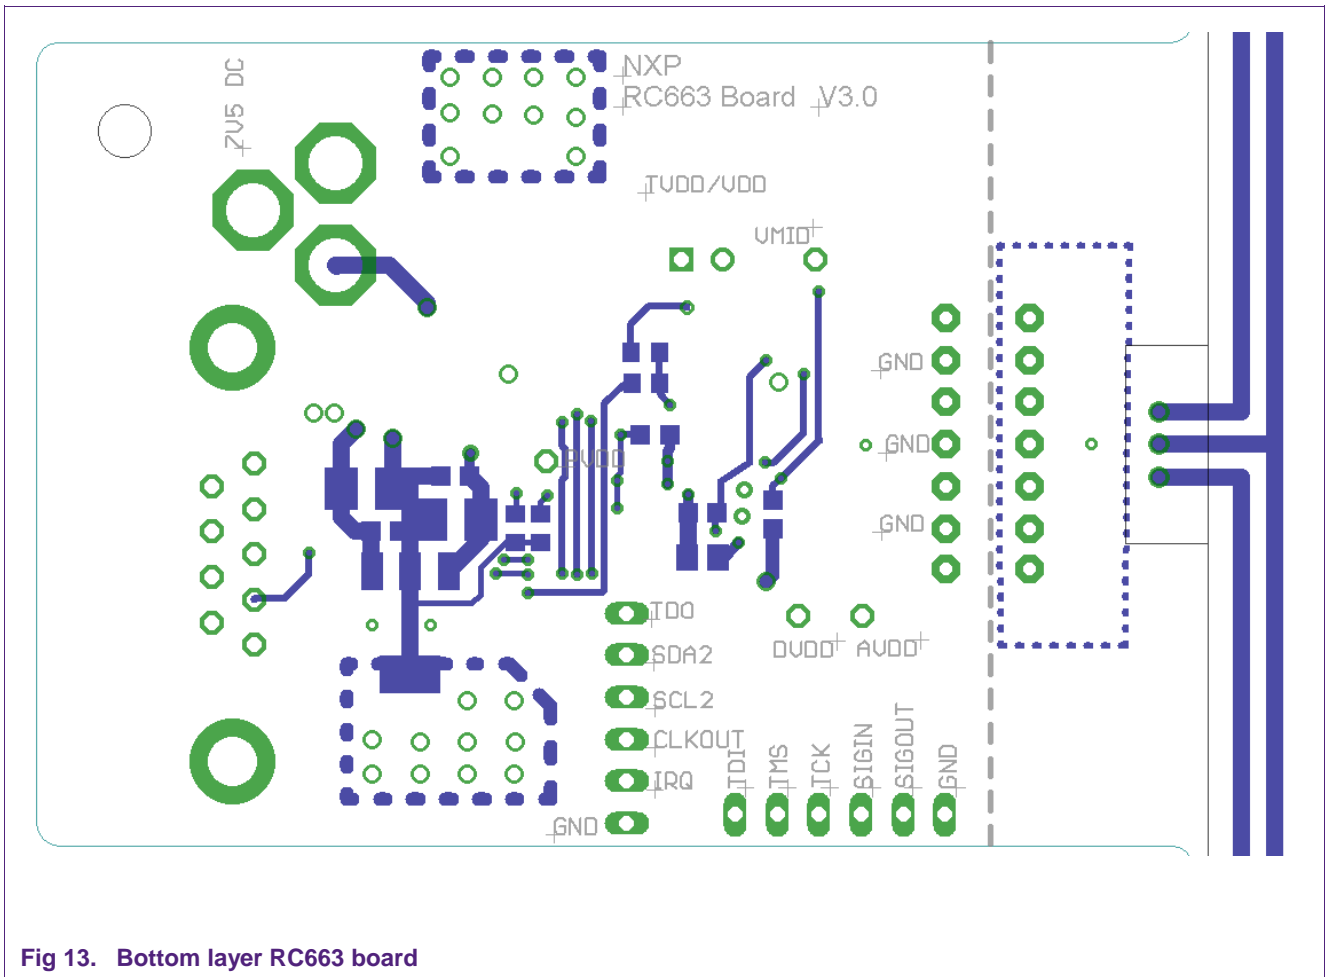 7V5 DC
NXP
RC663 Board V3.0
TVDD/VDD
VMID
GND
GND
PVDD
GND
TDO
DVDD AVDD
SDA2
SCL2
CLKOUT
IRQ
GND
TDI
TMS
TCK
SIGIN
SIGOUT
GND
Fig 13. Bottom layer RC663 board